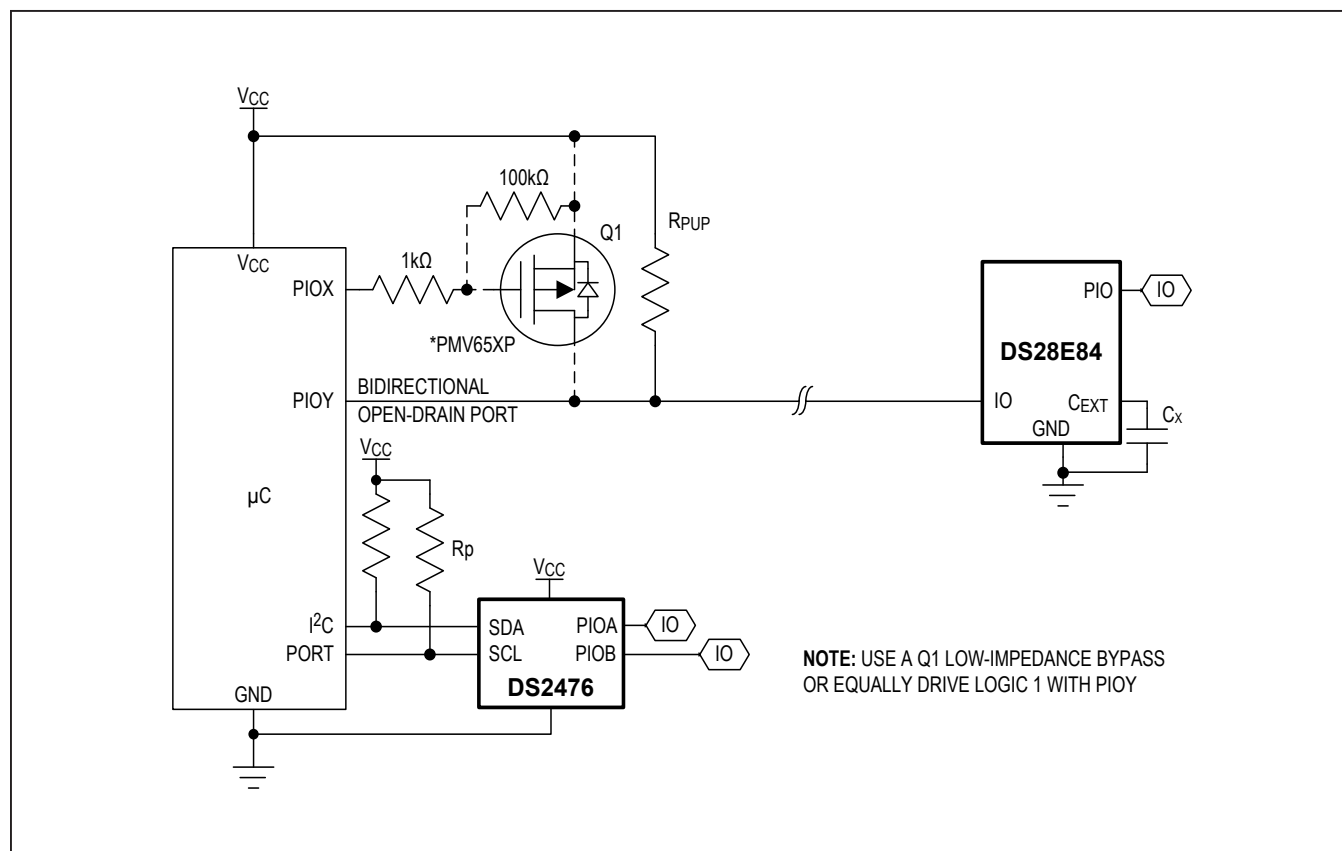 VCC
100kΩ
Q1
RPUP
1kΩ
*PMV65XP
VCC
PIOX
PIOY
BIDIRECTIONAL
OPEN-DRAIN PORT
VCC
µC
Rp
I²C
PORT
GND
VCC
SDA
SCL
PIOA
PIOB
DS2476
IO
IO
PIO
IO
DS28E84
IO
CEXT
GND
CX
NOTE: USE A Q1 LOW-IMPEDANCE BYPASS
OR EQUALLY DRIVE LOGIC 1 WITH PIOY